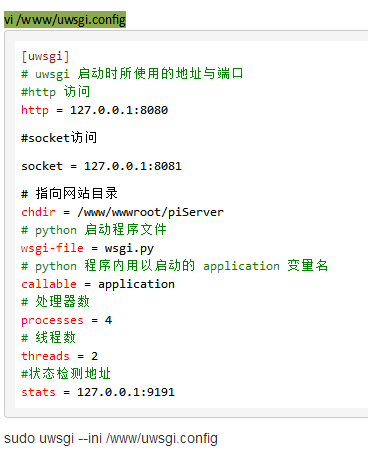 vi /www/uwsgi.config
[uwsgi]
# uwsgi 启动时所使用的地址与端口
#http 访问
http = 127.0.0.1:8080
#socket访问
socket = 127.0.0.1:8081
# 指向网站目录
chdir = /www/wwwroot/piServer
# python 启动程序文件
wsgi-file = wsgi.py
# python 程序内用以启动的 application 变量名
callable = application
# 处理器数
processes = 4
# 线程数
threads = 2
#状态检测地址
stats = 127.0.0.1:9191
sudo uwsgi --ini /www/uwsgi.config